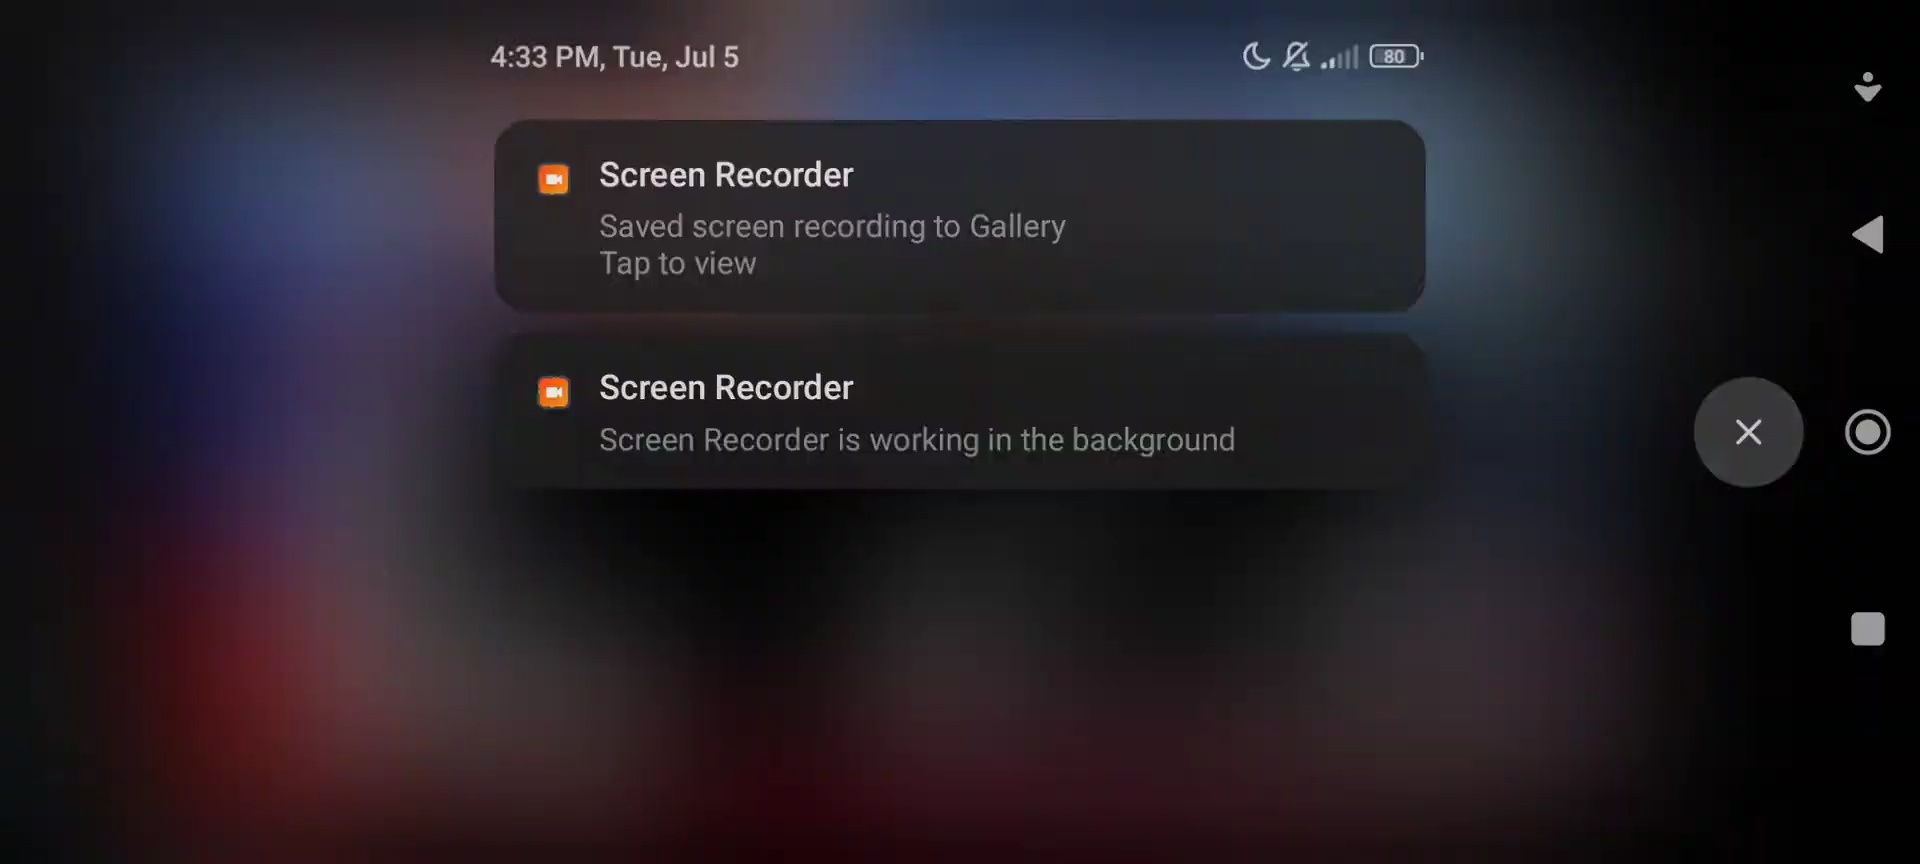 4:33 PM, Tue, Jul 5
80
Screen Recorder
Saved screen recording to Gallery
Tap to view
Screen Recorder
Screen Recorder is working in the background